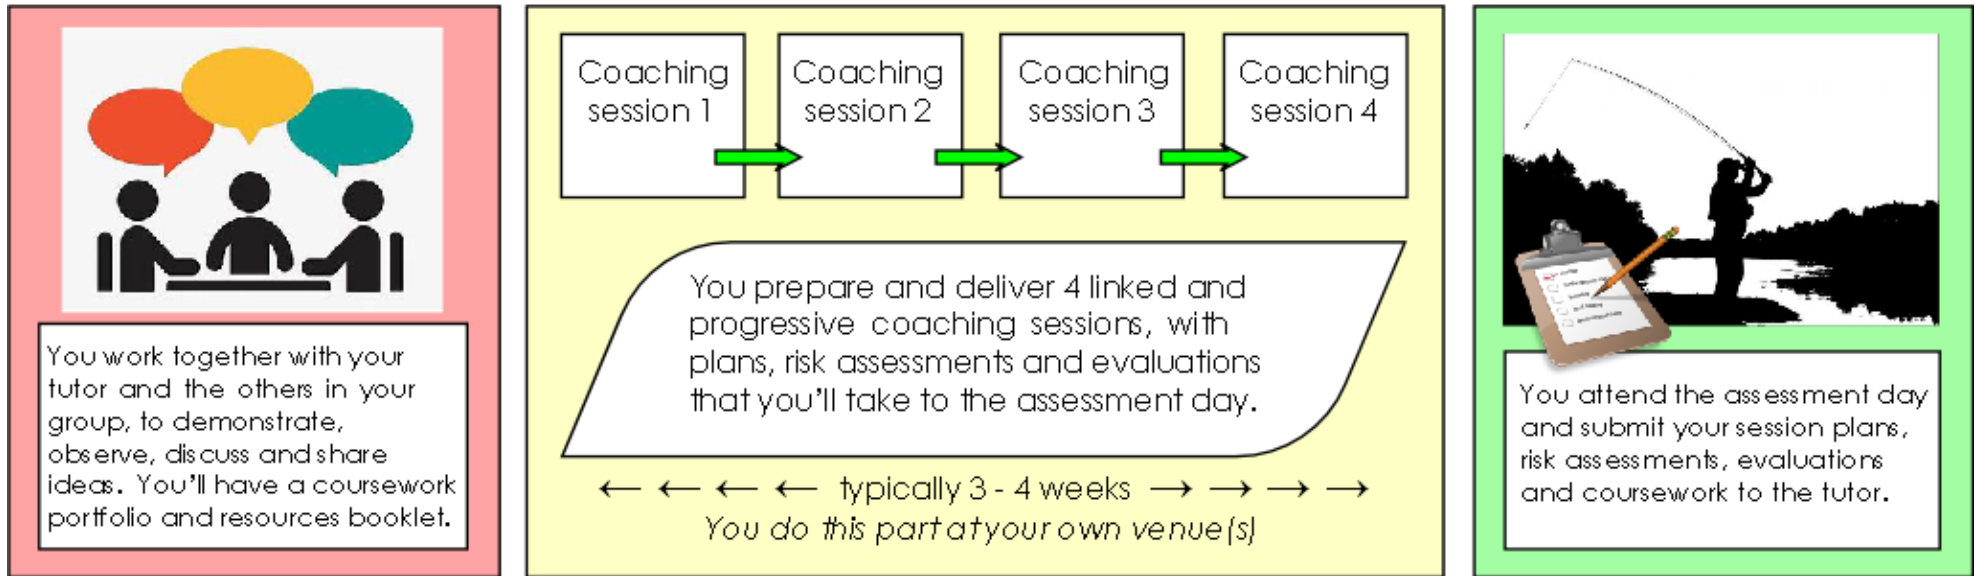 You work together with your
tutor and the others in your
group, to demonstrate,
observe, discuss and share
ideas. You'll have a coursework
portfolio and resources booklet.
Coaching
session 1
Coaching
session 2
Coaching
session 3
Coaching
session 4
You prepare and deliver 4 linked and
progressive coaching sessions, with
plans, risk assessments and evaluations
that you'll take to the assessment day.
← ← ← ← typically 3 - 4 weeks → → → →
You do this part at your own venue(s)
You attend the assessment day
and submit your session plans,
risk assessments, evaluations
and coursework to the tutor.